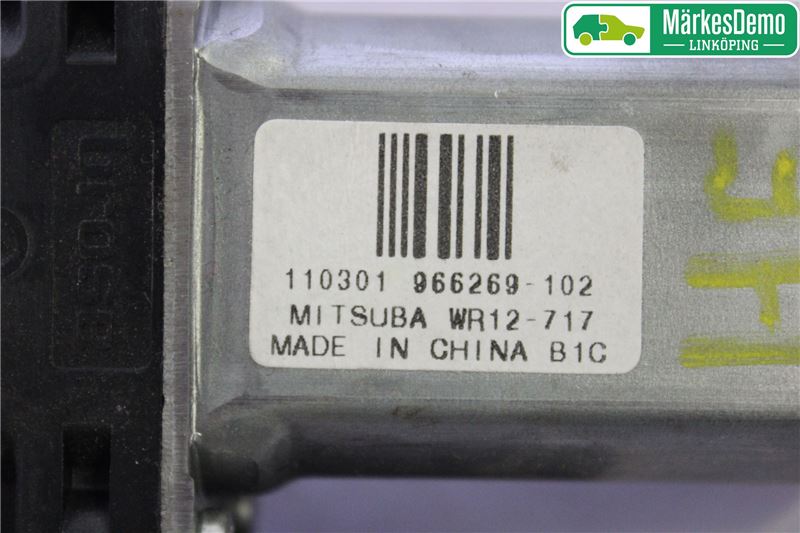 MärkesDemo
LINKÖPING
110301 966269-102
MITSUBA WR12-717
MADE IN CHINA B1C